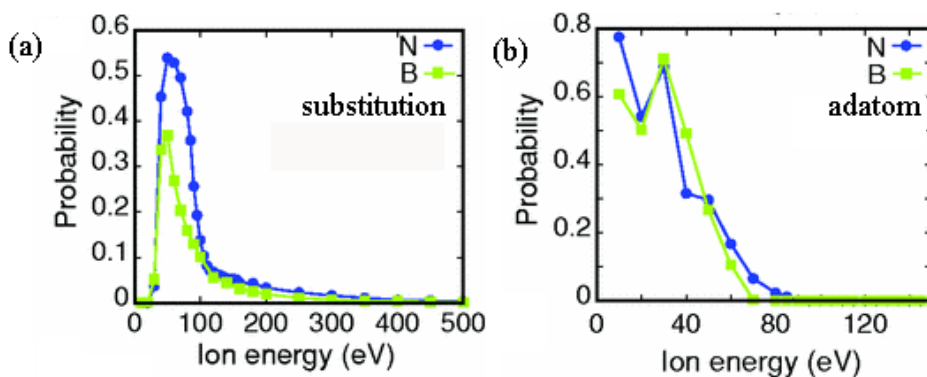 (a)
Probability
0.6
0.5
0.4
0.3
0.2
0.1
0
N
B
substitution
0 100 200 300 400 500
Ion energy (eV)
(b)
Probability
0.8
0.6
0.4
0.2
0
N
B
adatom
0 40 80 120
Ion energy (eV)